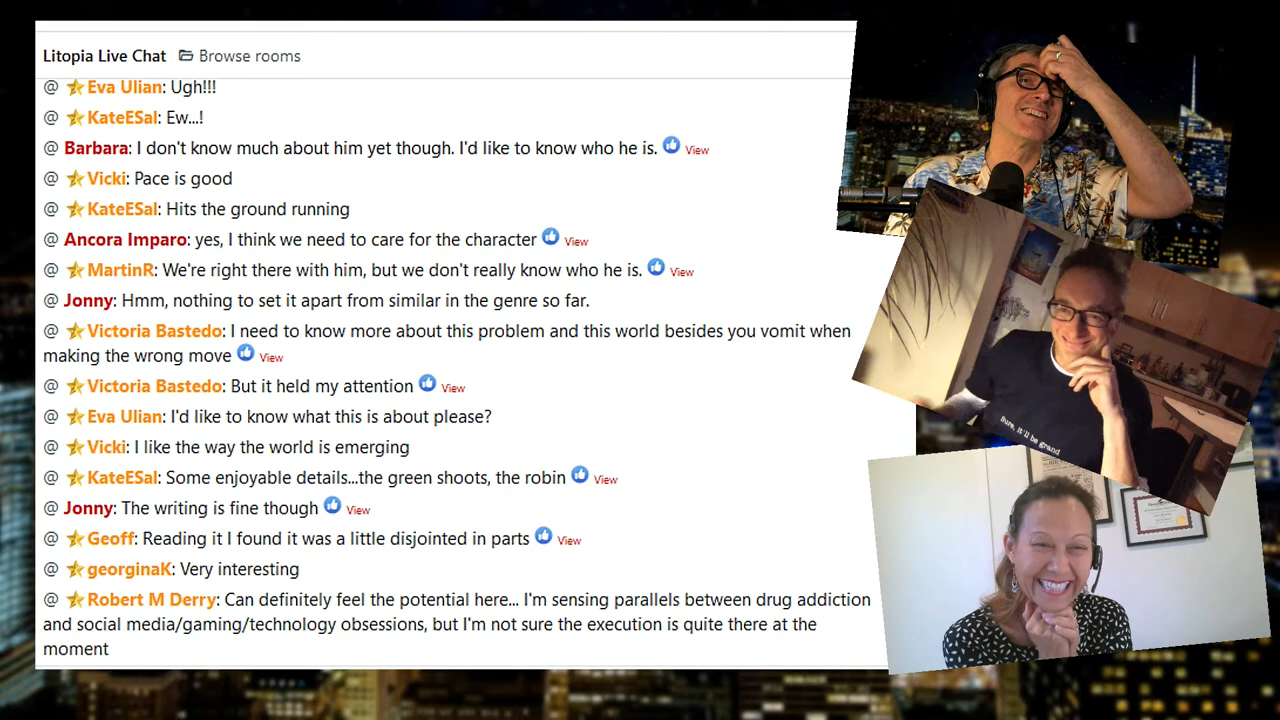 Litopia Live Chat Browse rooms
@ Eva Ulian: Ugh!!!
@ KateESal: Ew...!
@ Barbara: I don't know much about him yet though. I'd like to know who he is. View
@ Vicki: Pace is good
@ KateESal: Hits the ground running
@ Ancora Imparo: yes, I think we need to care for the character View
@ MartinR: We're right there with him, but we don't really know who he is. View
@ Jonny: Hmm, nothing to set it apart from similar in the genre so far.
@ Victoria Bastedo: I need to know more about this problem and this world besides you vomit when
making the wrong move View
@ Victoria Bastedo: But it held my attention View
@ Eva Ulian: I'd like to know what this is about please?
@ Vicki: I like the way the world is emerging
@ KateESal: Some enjoyable details...the green shoots, the robin View
@ Jonny: The writing is fine though View
@ Geoff: Reading it I found it was a little disjointed in parts View
@ georginaK: Very interesting
@ Robert M Derry: Can definitely feel the potential here... I'm sensing parallels between drug addiction
and social media/gaming/technology obsessions, but I'm not sure the execution is quite there at the
moment
Sure, it'll be grand